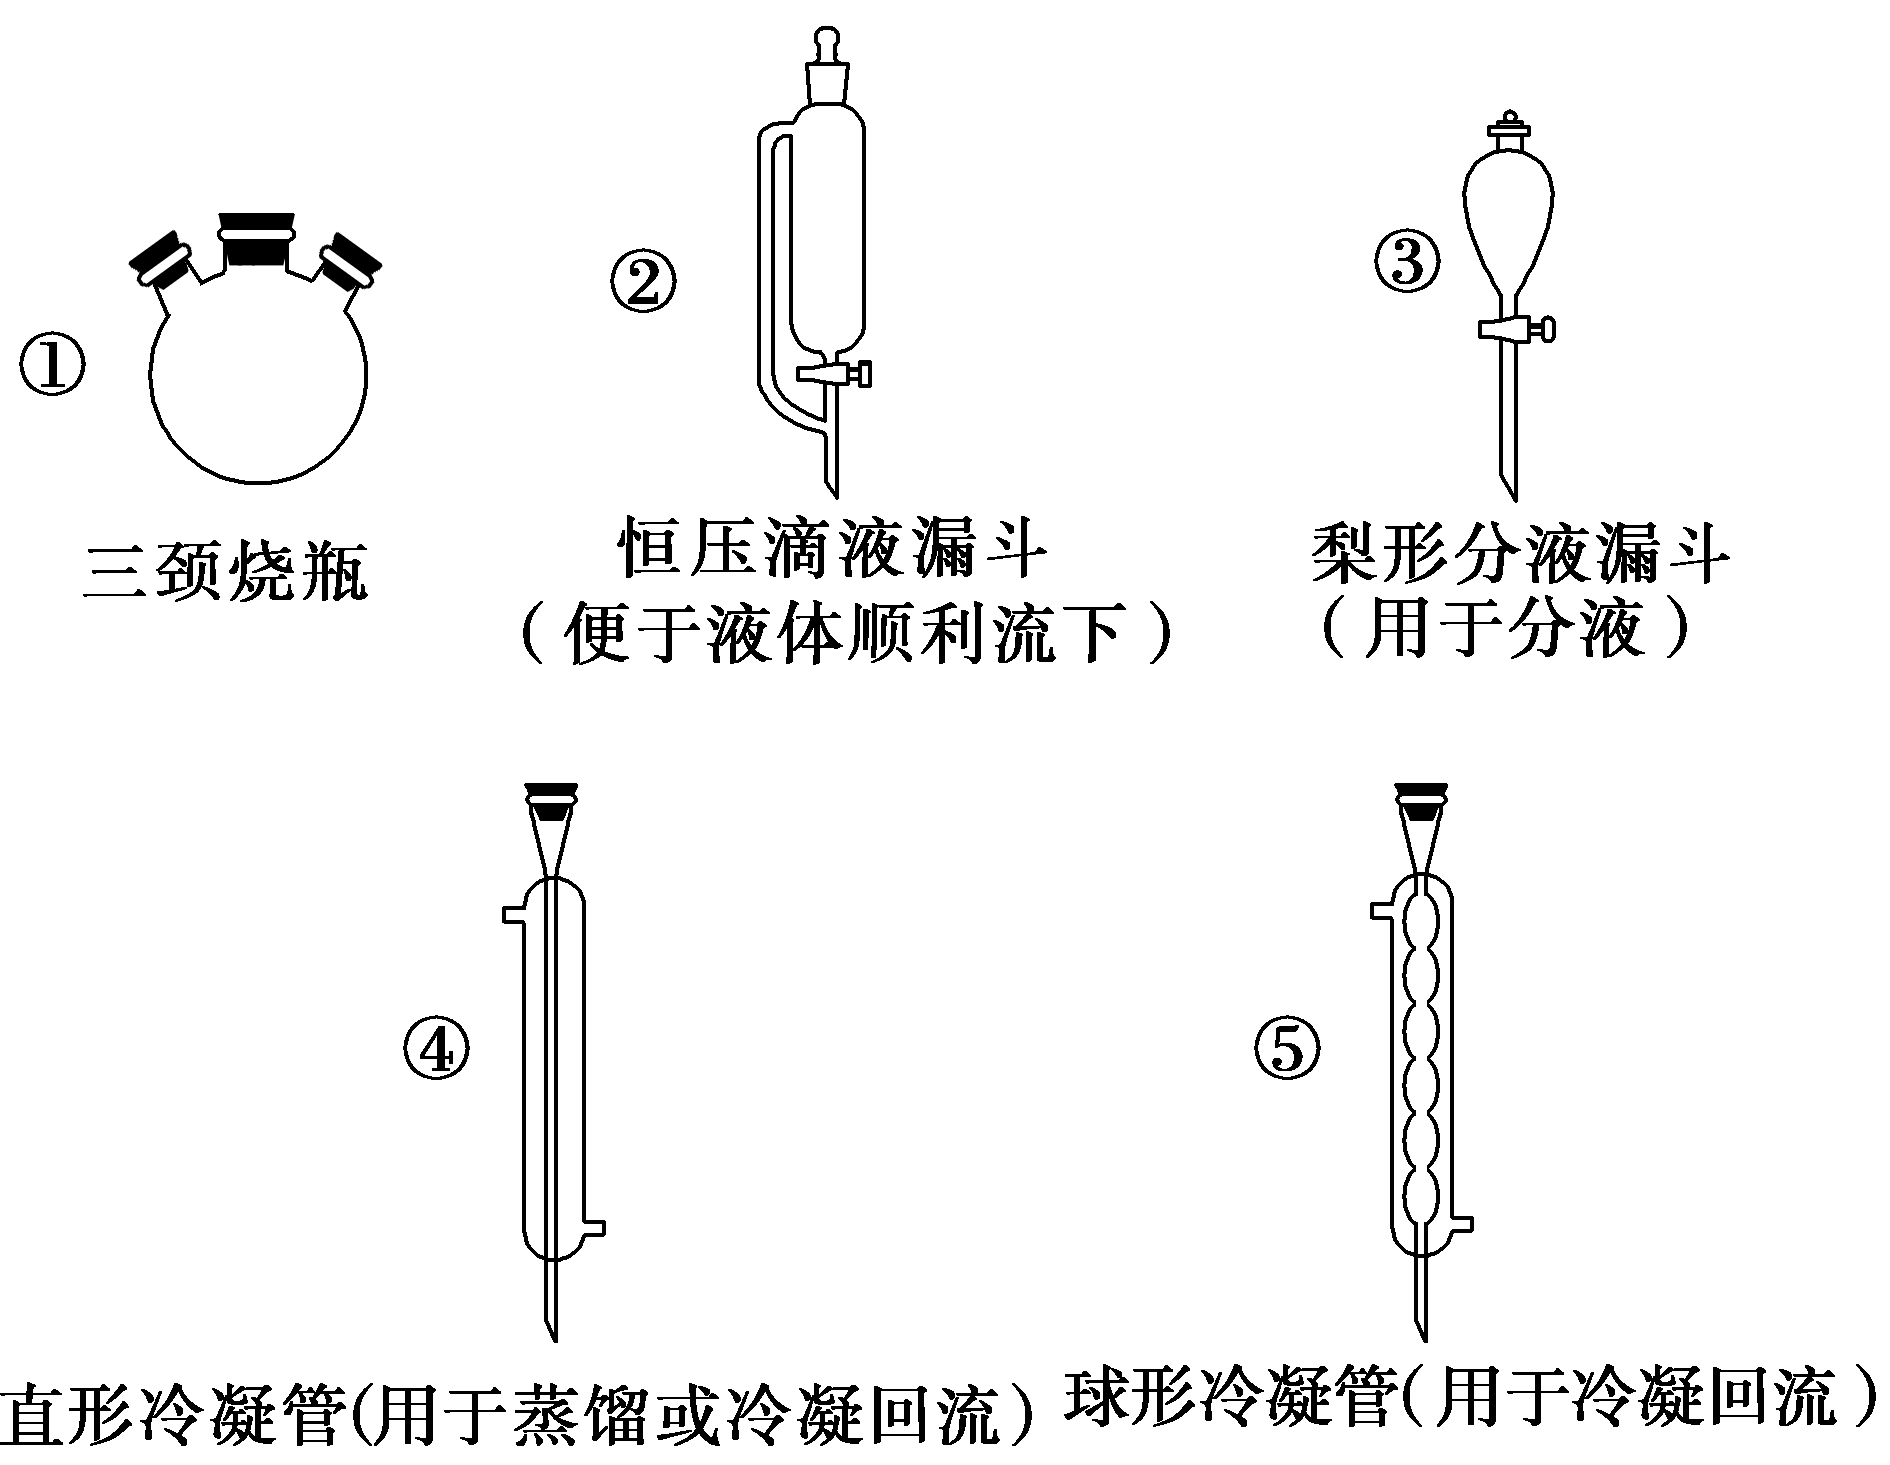 ①
三颈烧瓶
②
恒压滴液漏斗
（便于液体顺利流下）
③
梨形分液漏斗
（用于分液）
④
直形冷凝管(用于蒸馏或冷凝回流)
⑤
球形冷凝管(用于冷凝回流)